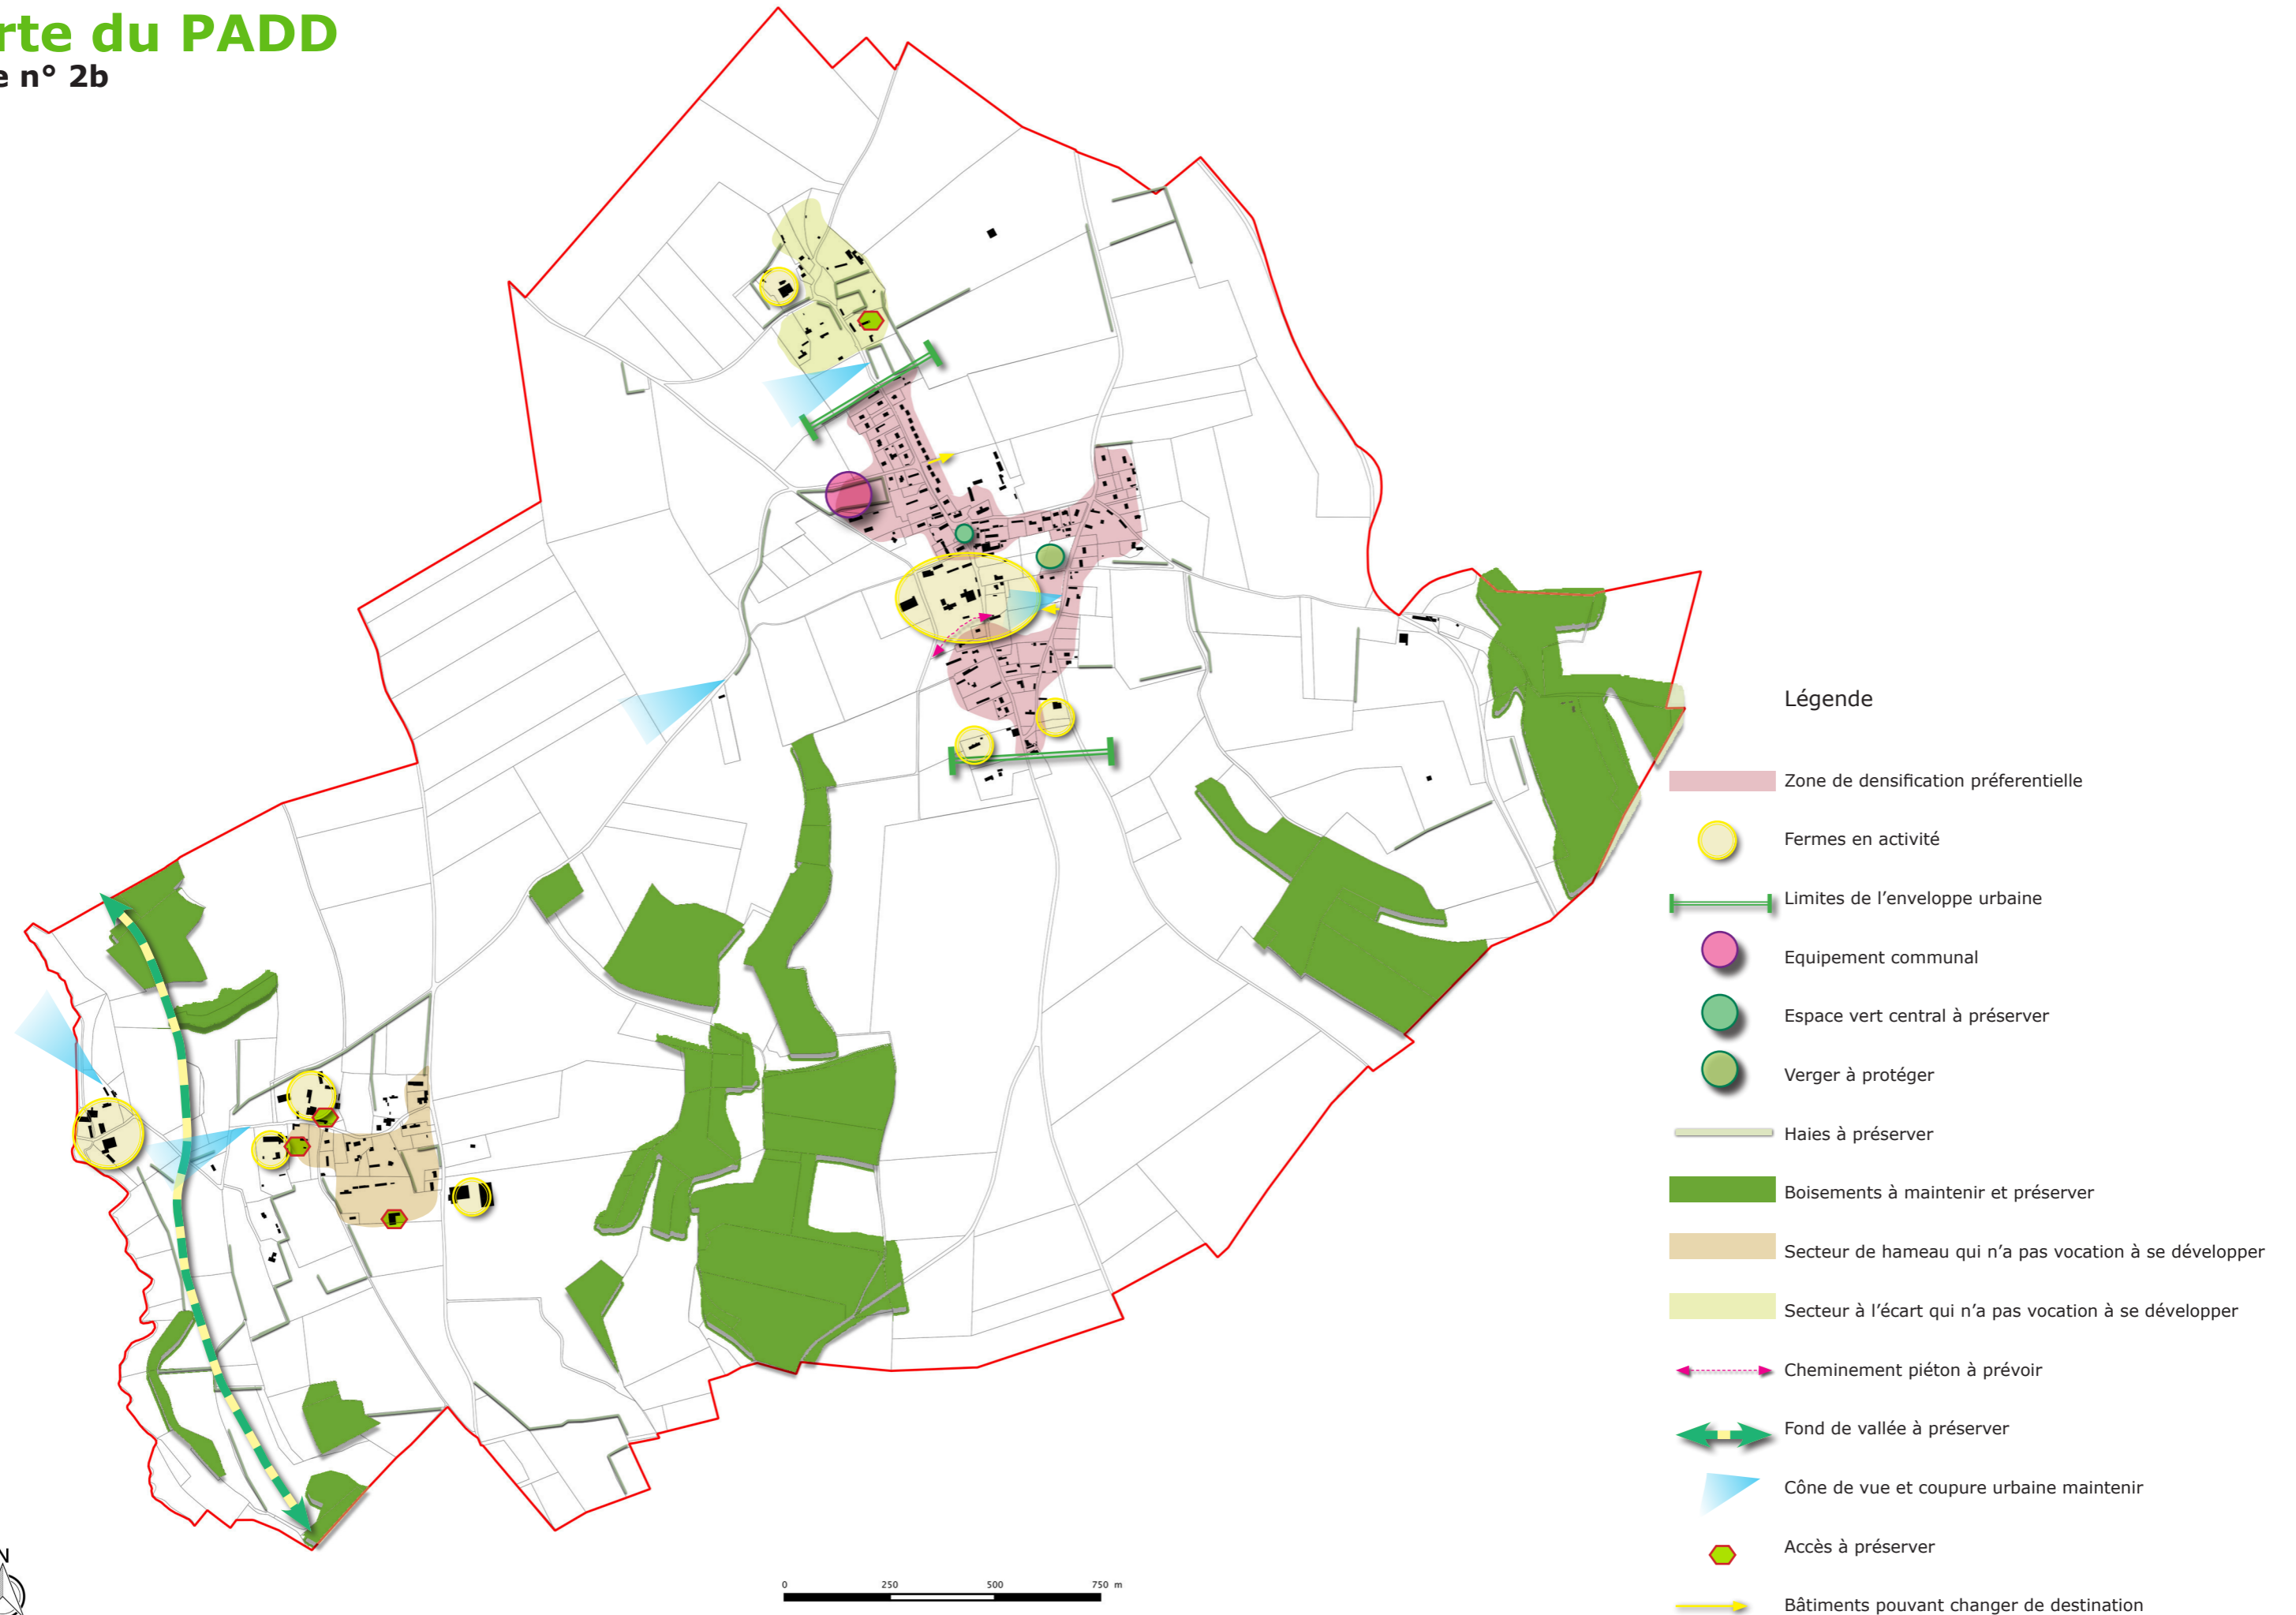 rte du PADD
e n° 2b
Légende
Zone de densification préferentielle
Fermes en activité
Limites de l'enveloppe urbaine
Equipement communal
Espace vert central à préserver
Verger à protéger
Haies à préserver
Boisements à maintenir et préserver
Secteur de hameau qui n'a pas vocation à se développer
Secteur à l'écart qui n'a pas vocation à se développer
Cheminement piéton à prévoir
Fond de vallée à préserver
Cône de vue et coupure urbaine maintenir
Accès à préserver
Bâtiments pouvant changer de destination
N
0 250 500 750 m